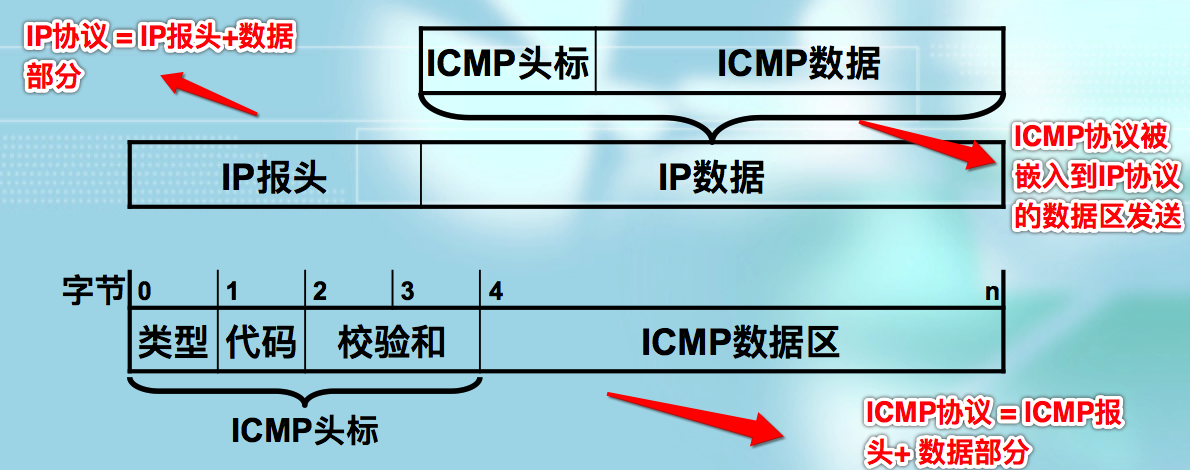 IP协议 = IP报头+数据
部分
ICMP头标 ICMP数据
ICMP协议被
嵌入到IP协议
的数据区发送
IP报头 IP数据
字节 0 1 2 3 4 n
类型 代码 校验和 ICMP数据区
ICMP头标
ICMP协议 = ICMP报
头+ 数据部分